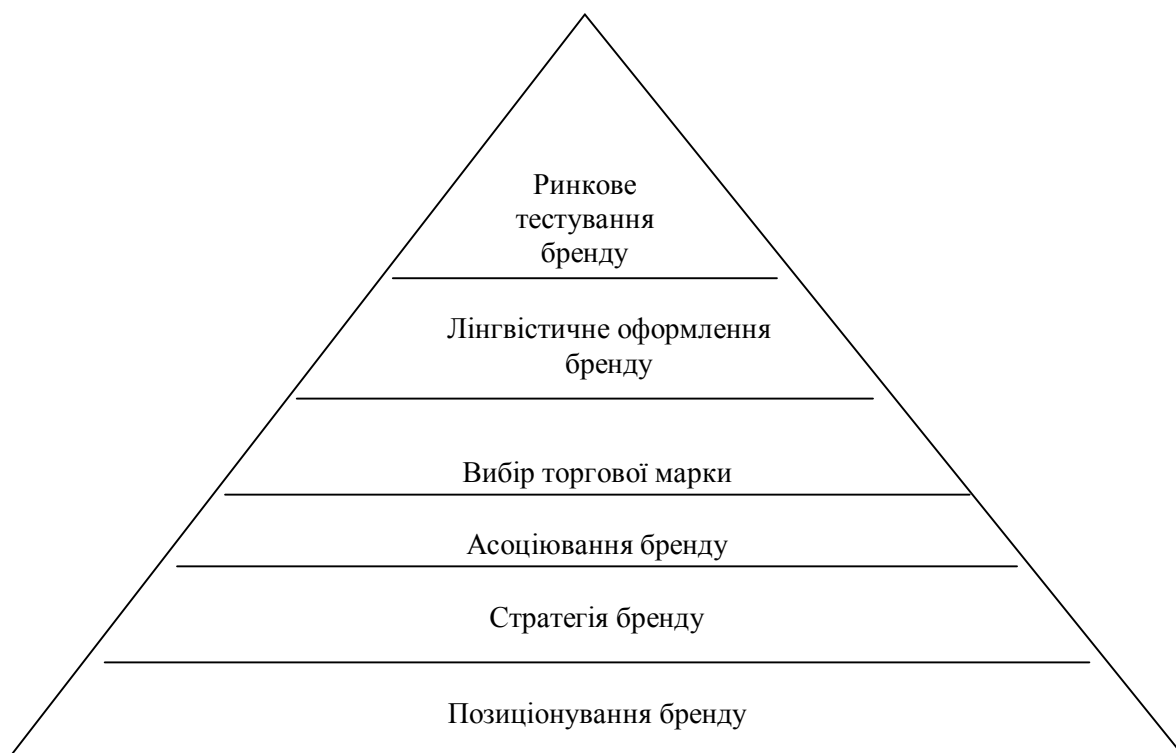 Ринкове
тестування
бренду
Лінгвістичне оформлення
бренду
Вибір торгової марки
Асоціювання бренду
Стратегія бренду
Позиціонування бренду